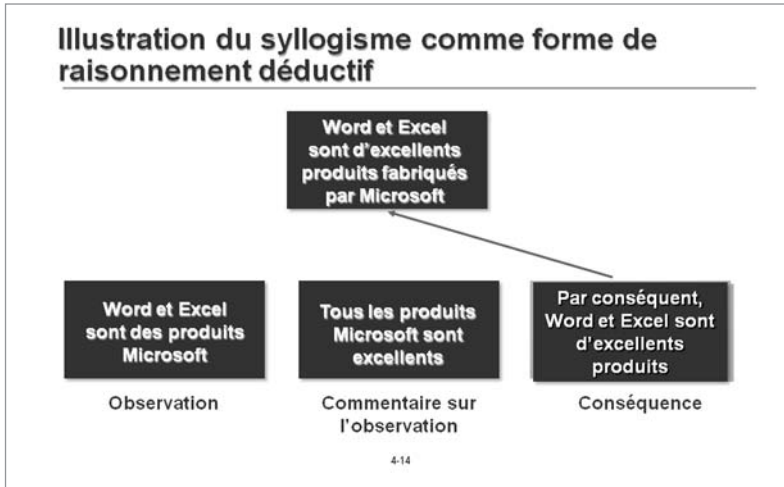 Illustration du syllogisme comme forme de
raisonnement déductif
Word et Excel
sont d'excellents
produits fabriqués
par Microsoft
Word et Excel
sont des produits
Microsoft
Tous les produits
Microsoft sont
excellents
Par conséquent,
Word et Excel sont
d'excellents
produits
Observation
Commentaire sur
l'observation
Conséquence
4-14